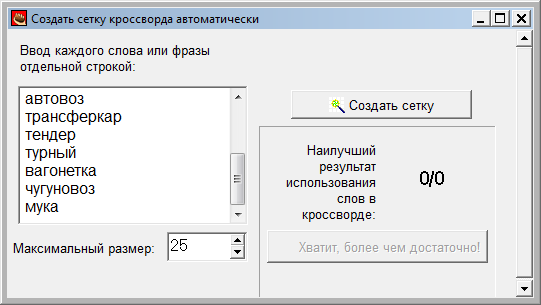 Создать сетку кроссворда автоматически
Ввод каждого слова или фразы
отдельной строкой:
автовоз
трансферкар
тендер
турный
вагонетка
чугуновоз
мука
Максимальный размер:
25
Создать сетку
Наилучший
результат
использования
слов в
кроссворде:
0/0
Хватит, более чем достаточно!